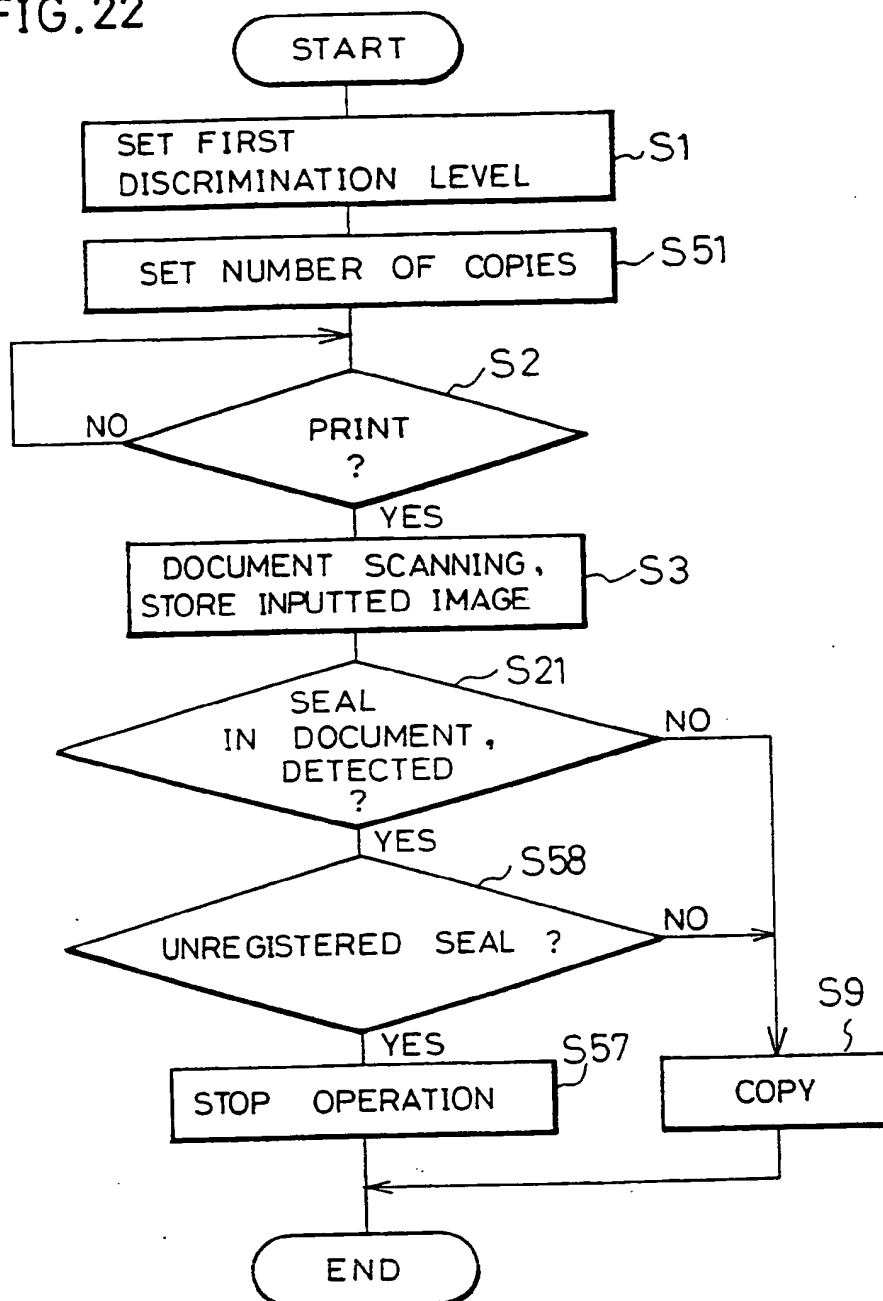 FIG.22
START
SET FIRST
DISCRIMINATION LEVEL
S1
SET NUMBER OF COPIES
S51
S2
NO
PRINT
?
YES
DOCUMENT SCANNING,
STORE INPUTTED IMAGE
S3
S21
SEAL
IN DOCUMENT,
DETECTED
?
NO
YES
S58
UNREGISTERED SEAL ?
NO
YES
S57
STOP OPERATION
S9
COPY
END